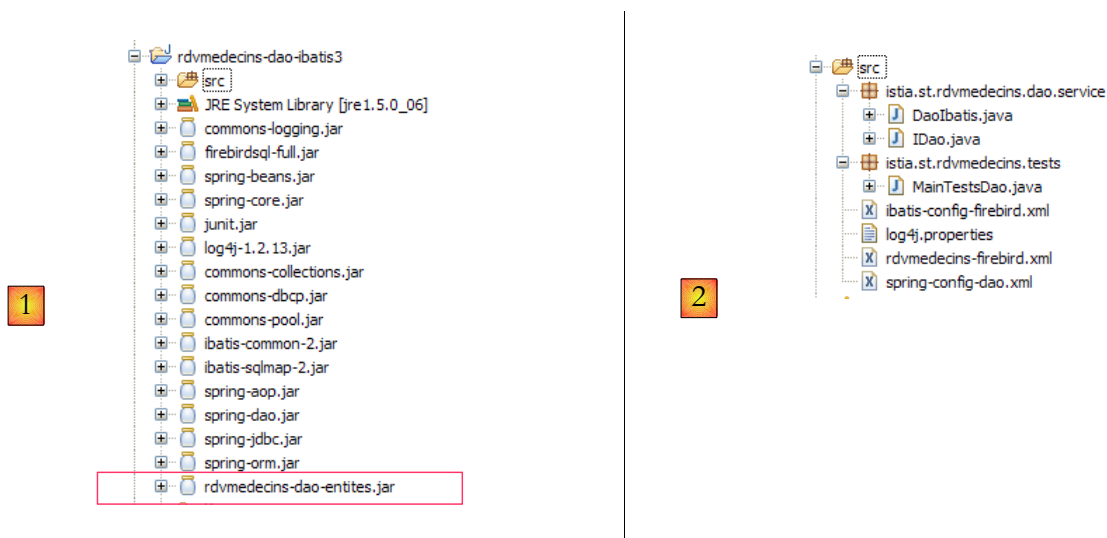 rdvmedecins-dao-ibatis3
src
JRE System Library [jre1.5.0_06]
commons-logging.jar
firebirdsql-full.jar
spring-beans.jar
spring-core.jar
junit.jar
log4j-1.2.13.jar
commons-collections.jar
commons-dbcp.jar
commons-pool.jar
ibatis-common-2.jar
ibatis-sqlmap-2.jar
spring-aop.jar
spring-dao.jar
spring-jdbc.jar
spring-orm.jar
rdvmedecins-dao-entites.jar
1
src
istia.st.rdvmedecins.dao.service
DaoIbatis.java
IDao.java
istia.st.rdvmedecins.tests
MainTestsDao.java
ibatis-config-firebird.xml
log4j.properties
rdvmedecins-firebird.xml
spring-config-dao.xml
2